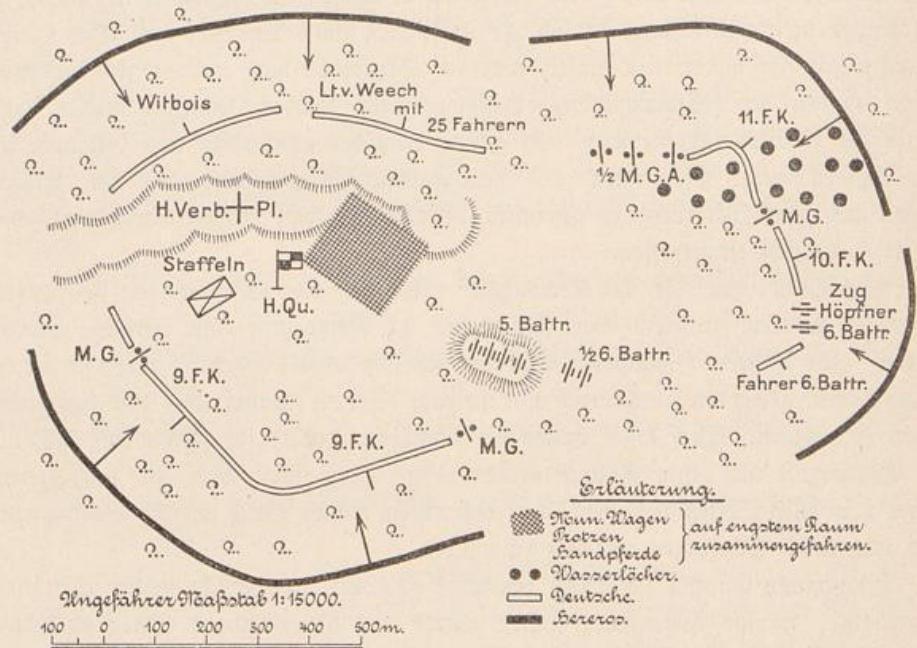 Witbois
Lt.v. Weech
mit
25 Fahrern
11. F.K.
½ M.G.A.
M.G.
H.Verb. Pl.
10. F.K.
Staffeln
Zug
Höpfner
6. Battr.
H.Qu.
5. Battr.
½ 6. Battr.
M.G.
Fahrer 6. Battr.
9. F.K.
9. F.K.
M.G.
Erläuterung.
Mun. Wagen
Protzen
Handpferde
auf engstem Raum
zusammengefahren.
Wasserlöcher.
Deutsche.
Hereros.
Ungefährer Maßstab 1:15000.
100 0 100 200 300 400 500m.